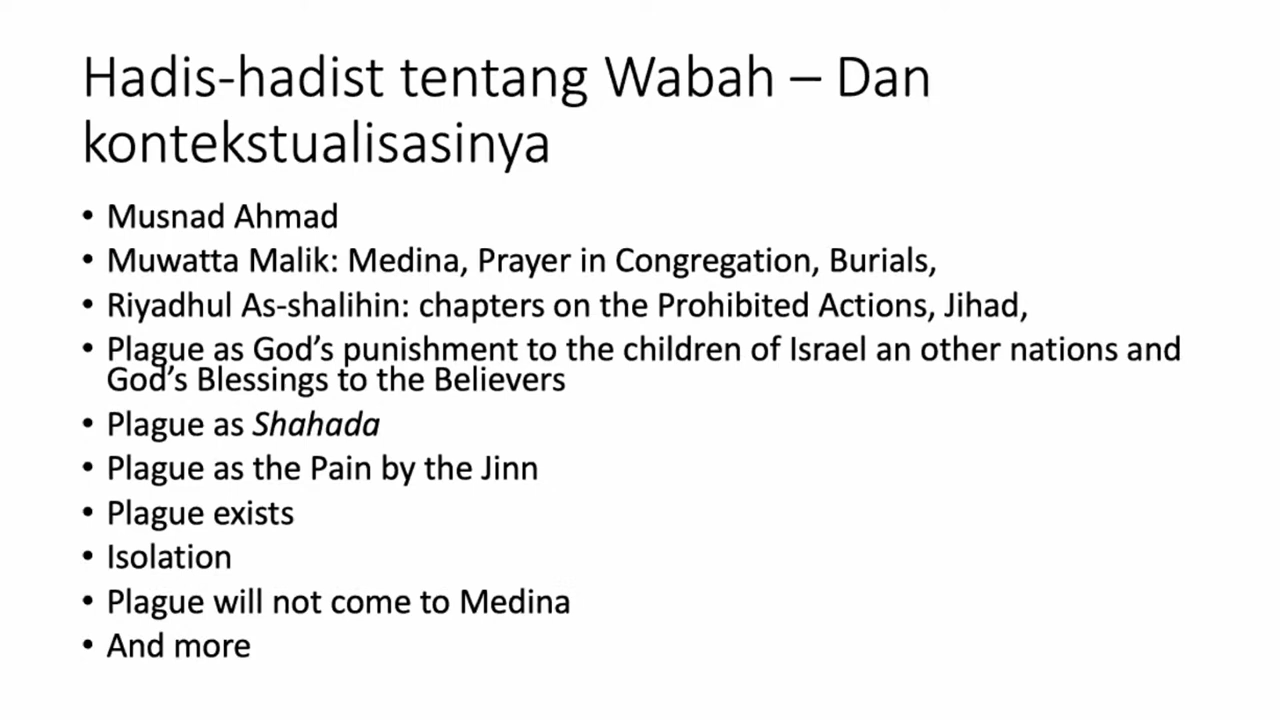 Hadis-hadist tentang Wabah – Dan
kontekstualisasinya
• Musnad Ahmad
• Muwatta Malik: Medina, Prayer in Congregation, Burials,
• Riyadhul As-shalihin: chapters on the Prohibited Actions, Jihad,
• Plague as God’s punishment to the children of Israel an other nations and
God’s Blessings to the Believers
• Plague as Shahada
• Plague as the Pain by the Jinn
• Plague exists
• Isolation
• Plague will not come to Medina
• And more